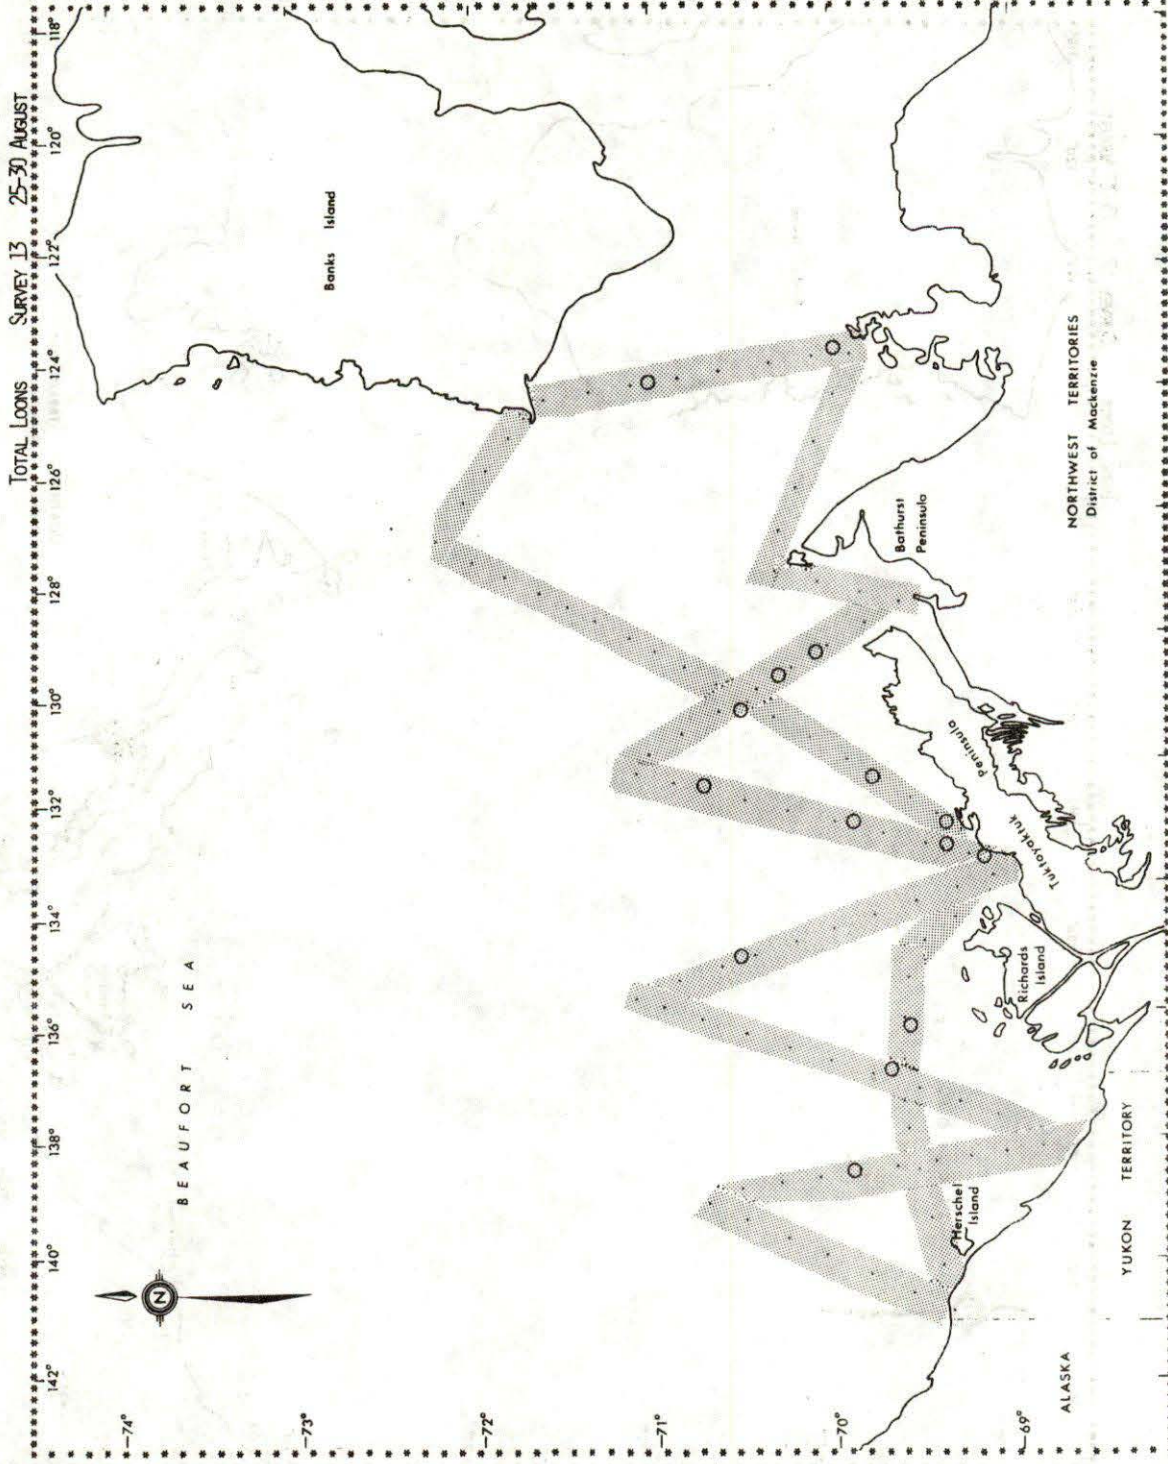 TOTAL LOONS SURVEY 13 25-30 AUGUST
142° 140° 138° 136° 134° 132° 130° 128° 126° 124° 122° 120° 118°
-74°
-73°
-72°
-71°
-70°
-69°
N
BEAUFORT SEA
Banks Island
Herschel
Island
Richards
Island
Tuktoyaktuk Peninsula
Bathurst
Peninsula
ALASKA
YUKON TERRITORY
NORTHWEST TERRITORIES
District of Mackenzie